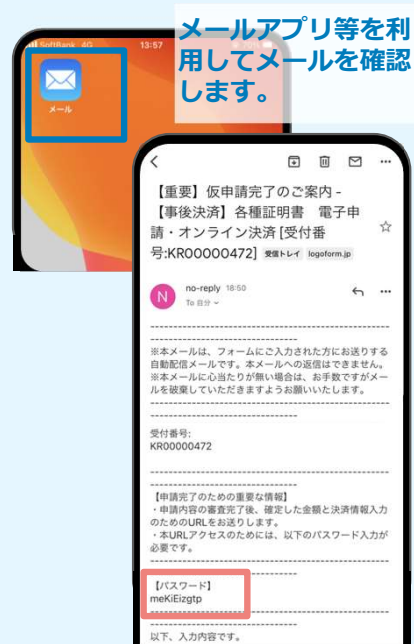 メールアプリ等を利
用してメールを確認
します。
SoftBank 4G
13:57
メール
【重要】仮申請完了のご案内 -
【事後決済】各種証明書　電子申
請・オンライン決済 [受付番
号:KR00000472] 受信トレイ logoform.jp
N
no-reply 18:50
To 自分
--------------------------------------------------
-------------------------------
※本メールは、フォームにご入力された方にお送りする
自動配信メールです。本メールへの返信はできません。
※本メールに心当たりが無い場合は、お手数ですがメー
ルを破棄していただきますようお願いいたします。
--------------------------------------------------
-------------------------------
受付番号:
KR00000472
--------------------------------------------------
-------------------------------
【申請完了のための重要な情報】
・申請内容の審査完了後、確定した金額と決済情報入力
のためのURLをお送りします。
・本URLアクセスのためには、以下のパスワード入力が
必要です。
--------------------------------------------------
-------------------------------
【パスワード】
meKiEizgtp
--------------------------------------------------
-------------------------------
以下、入力内容です。